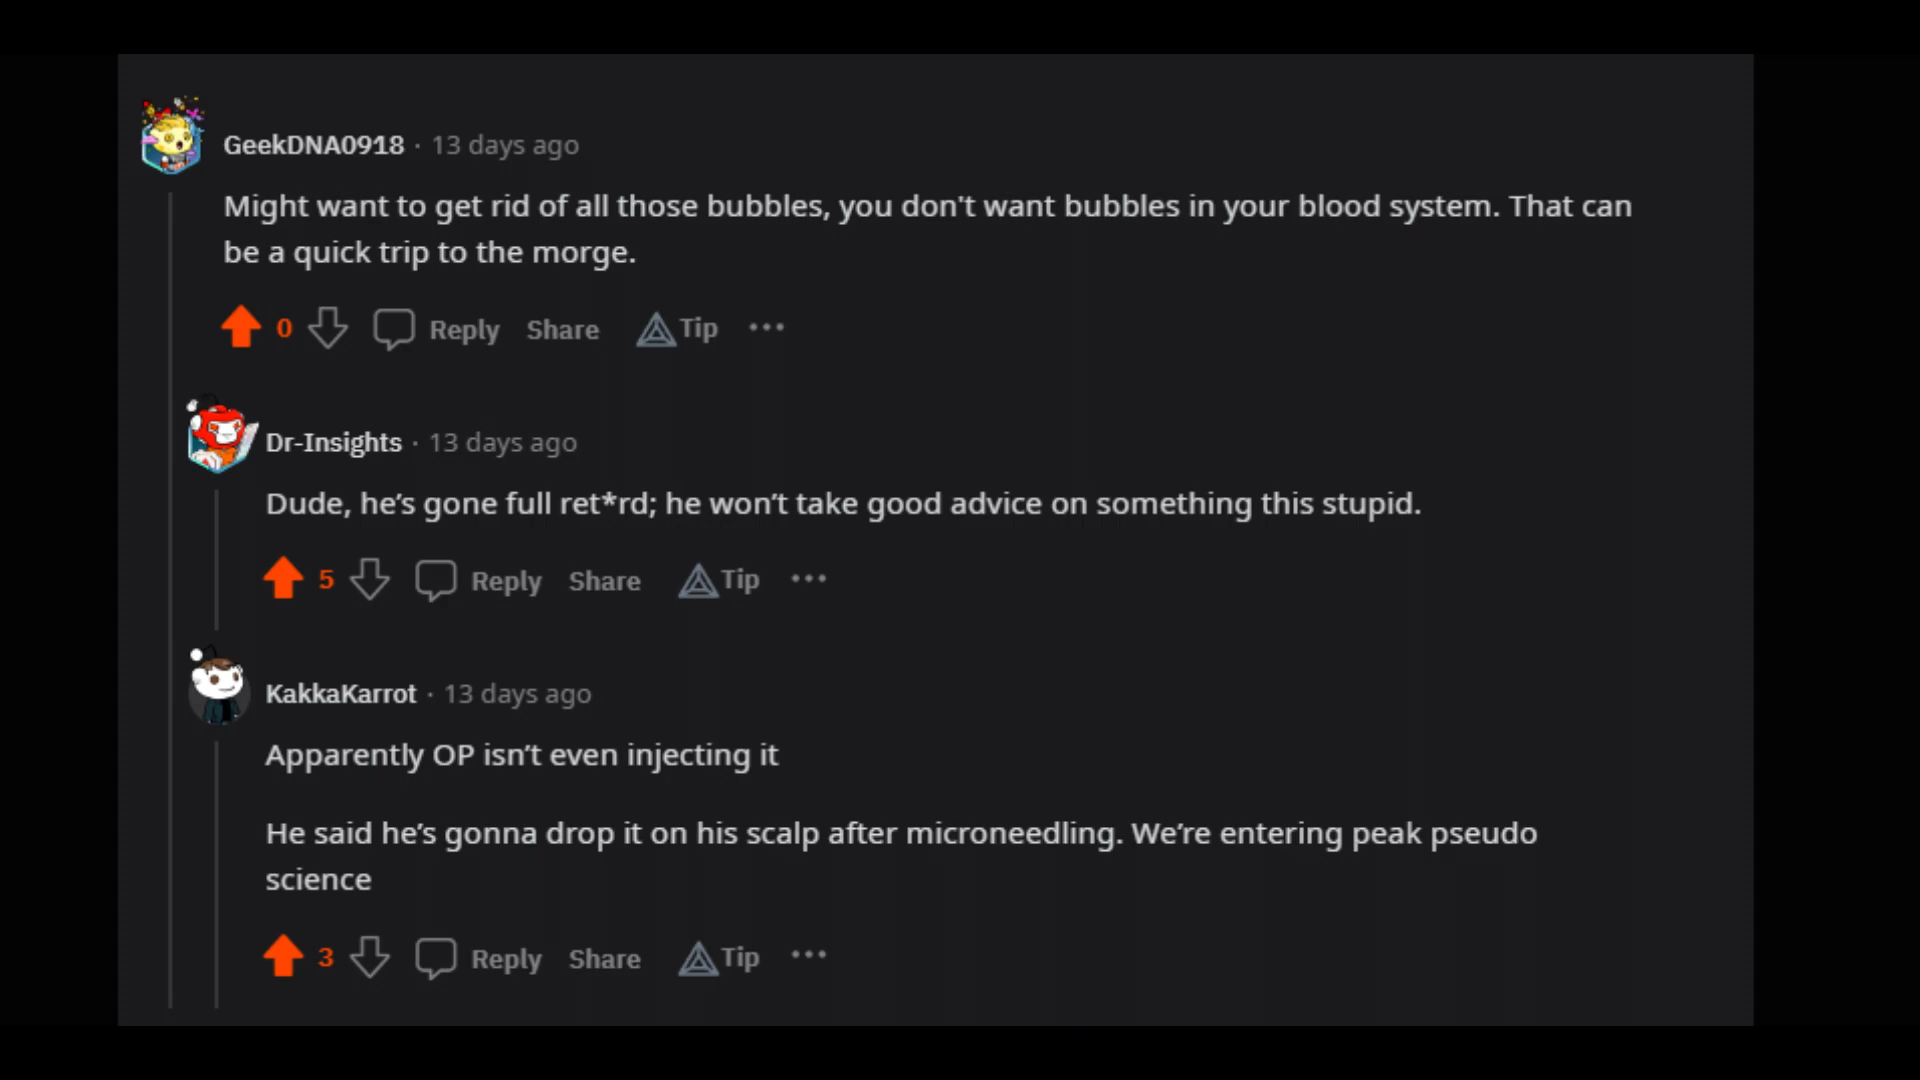 GeekDNA0918 · 13 days ago
Might want to get rid of all those bubbles, you don't want bubbles in your blood system. That can
be a quick trip to the morge.
0 Reply Share Tip ···
Dr-Insights · 13 days ago
Dude, he’s gone full ret*rd; he won’t take good advice on something this stupid.
5 Reply Share Tip ···
KakkaKarrot · 13 days ago
Apparently OP isn’t even injecting it
He said he’s gonna drop it on his scalp after microneedling. We’re entering peak pseudo
science
3 Reply Share Tip ···